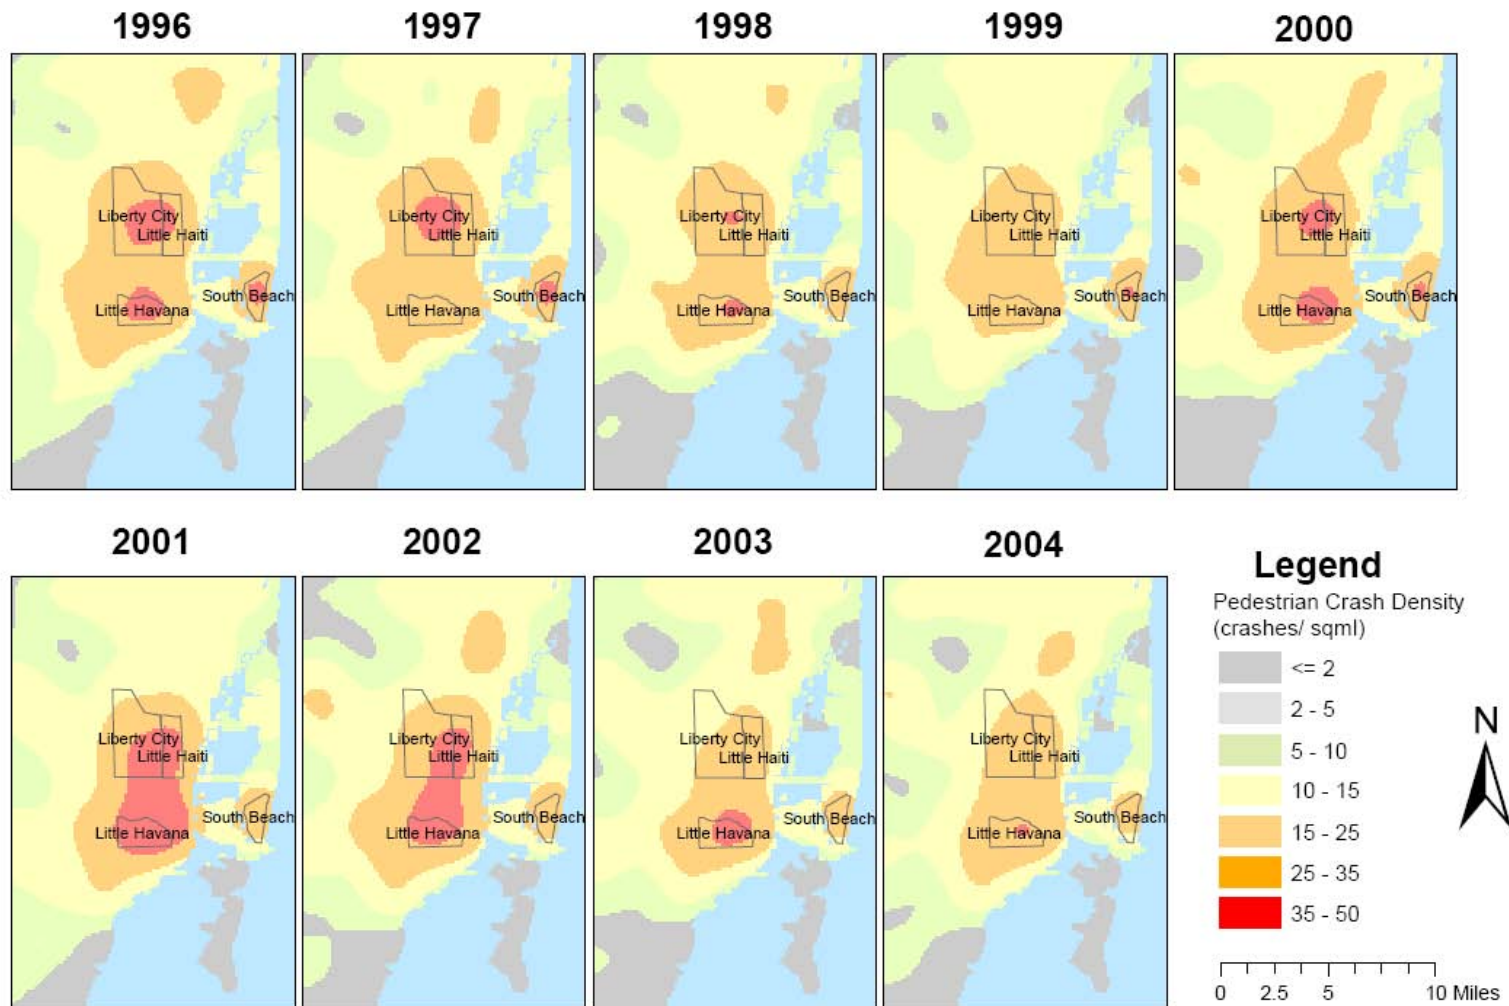 1996
1997
1998
1999
2000
Liberty City
Little Haiti
South Beach
Little Havana
Liberty City
Little Haiti
South Beach
Little Havana
Liberty City
Little Haiti
South Beach
Little Havana
Liberty City
Little Haiti
South Beach
Little Havana
Liberty City
Little Haiti
South Beach
Little Havana
2001
2002
2003
2004
Liberty City
Little Haiti
South Beach
Little Havana
Liberty City
Little Haiti
South Beach
Little Havana
Liberty City
Little Haiti
South Beach
Little Havana
Liberty City
Little Haiti
South Beach
Little Havana
Legend
Pedestrian Crash Density
(crashes/ sqml)
<= 2
2 - 5
5 - 10
10 - 15
15 - 25
25 - 35
35 - 50
N
0 2.5 5 10 Miles